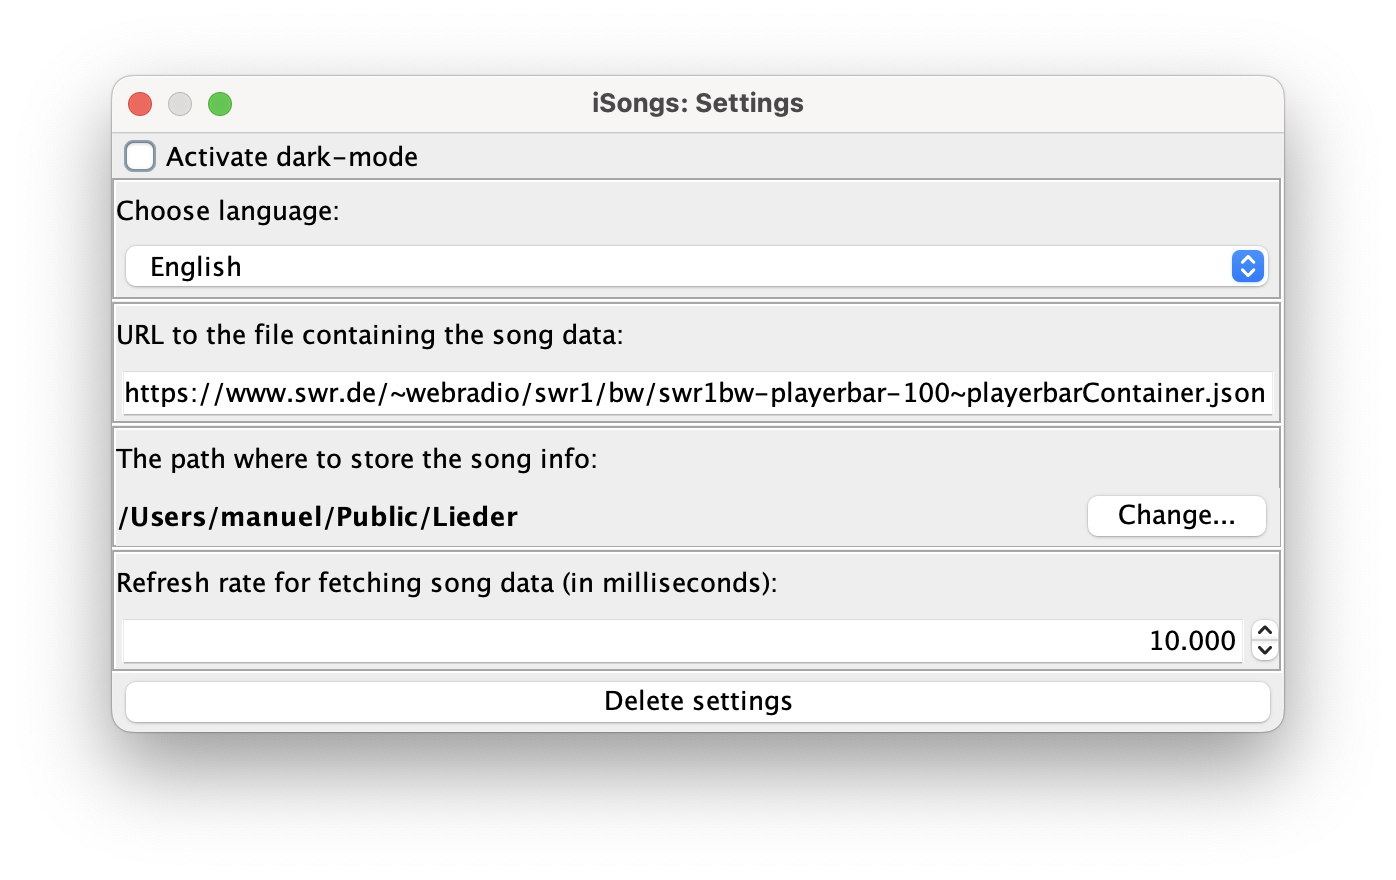 iSongs: Settings
Activate dark-mode
Choose language:
English
URL to the file containing the song data:
https://www.swr.de/~webradio/swr1/bw/swr1bw-playerbar-100~playerbarContainer.json
The path where to store the song info:
/Users/manuel/Public/Lieder
Change...
Refresh rate for fetching song data (in milliseconds):
10.000
Delete settings